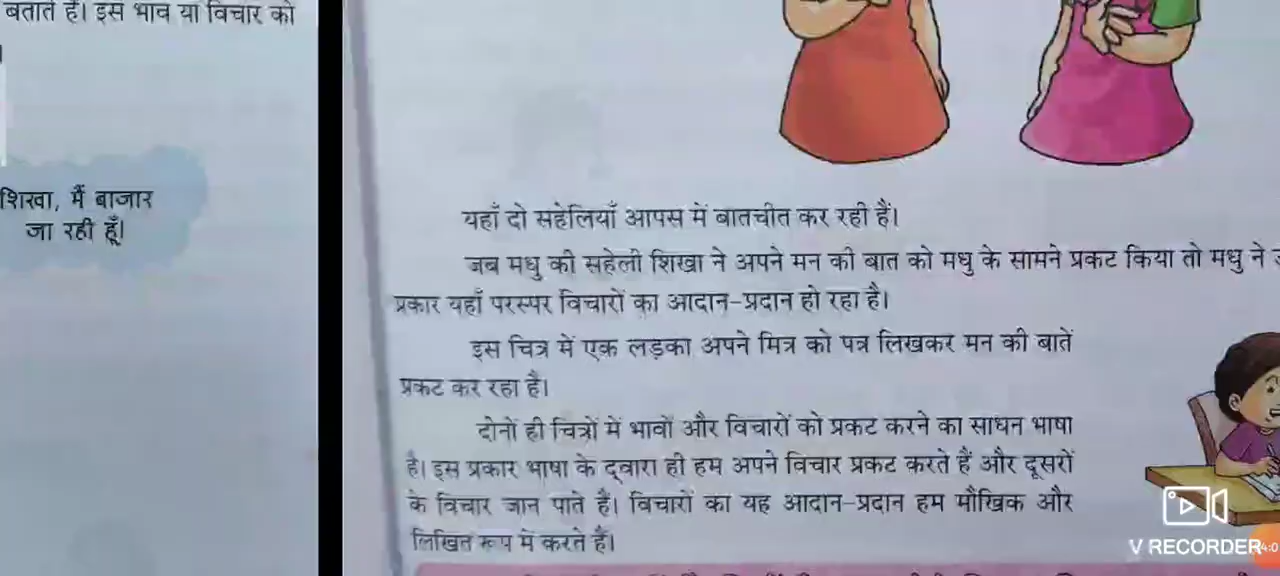 बताते हैं। इस भाव या विचार को
शिखा, मैं बाजार
जा रही हूँ।
यहाँ दो सहेलियाँ आपस में बातचीत कर रही हैं।
जब मधु की सहेली शिखा ने अपने मन की बात को मधु के सामने प्रकट किया तो मधु ने
प्रकार यहाँ परस्पर विचारों का आदान-प्रदान हो रहा है।
इस चित्र में एक लड़का अपने मित्र को पत्र लिखकर मन की बातें
प्रकट कर रहा है।
दोनों ही चित्रों में भावों और विचारों को प्रकट करने का साधन भाषा
है। इस प्रकार भाषा के द्वारा ही हम अपने विचार प्रकट करते हैं और दूसरों
के विचार जान पाते हैं। विचारों का यह आदान-प्रदान हम मौखिक और
लिखित रूप में करते हैं।
V RECORDER